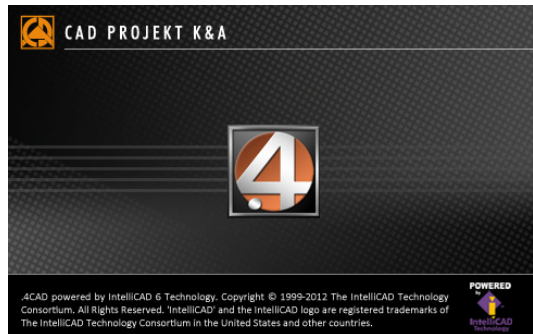 CAD PROJEKT K&A
.4
.4CAD powered by IntelliCAD 6 Technology. Copyright © 1999-2012 The IntelliCAD Technology
Consortium. All Rights Reserved. 'IntelliCAD' and the IntelliCAD logo are registered trademarks of
The IntelliCAD Technology Consortium in the United States and other countries.
POWERED
by
IntelliCAD
Technology